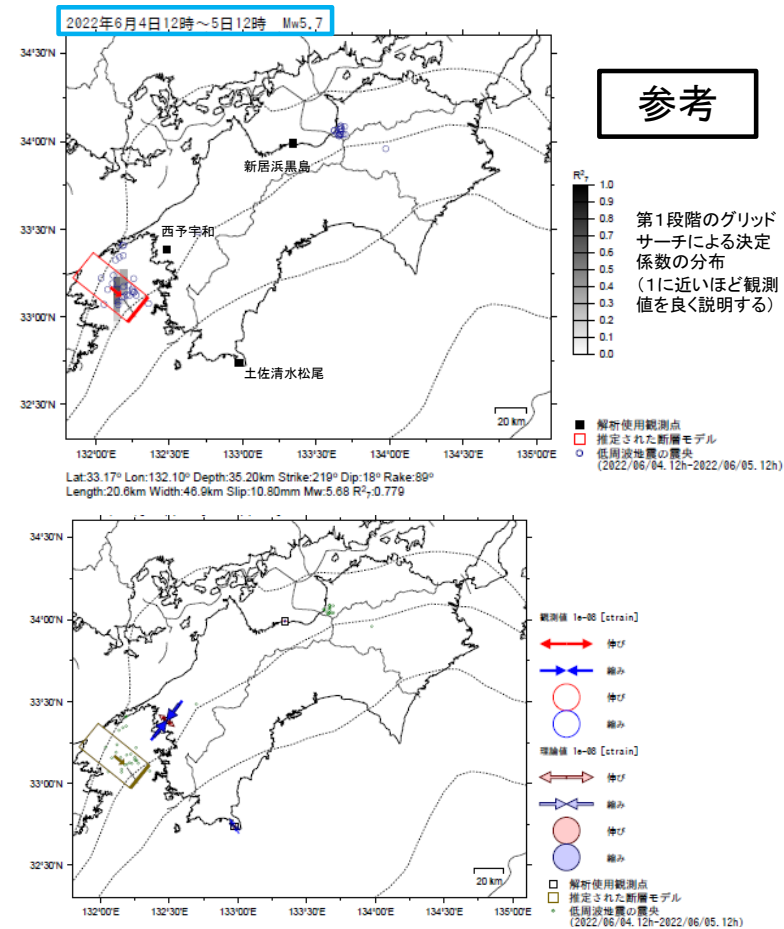 2022年6月4日12時～5日12時 Mw5.7
参考
34°30'N
34°00'N
33°30'N
33°00'N
32°30'N
新居浜黒島
西予宇和
土佐清水松尾
20 km
132°00'E 132°30'E 133°00'E 133°30'E 134°00'E 134°30'E 135°00'E
R²₇
1.0
0.9
0.8
0.7
0.6
0.5
0.4
0.3
0.2
0.1
0.0
第1段階のグリッド
サーチによる決定
係数の分布
(1に近いほど観測
値を良く説明する)
解析使用観測点
推定された断層モデル
低周波地震の震央
(2022/06/04.12h-2022/06/05.12h)
Lat:33.17° Lon:132.10° Depth:35.20km Strike:219° Dip:18° Rake:89°
Length:20.6km Width:46.9km Slip:10.80mm Mw:5.68 R²₇:0.779
34°30'N
34°00'N
33°30'N
33°00'N
32°30'N
20 km
132°00'E 132°30'E 133°00'E 133°30'E 134°00'E 134°30'E 135°00'E
観測値 1e-08 [strain]
伸び
縮み
伸び
縮み
理論値 1e-08 [strain]
伸び
縮み
伸び
縮み
解析使用観測点
推定された断層モデル
低周波地震の震央
(2022/06/04.12h-2022/06/05.12h)